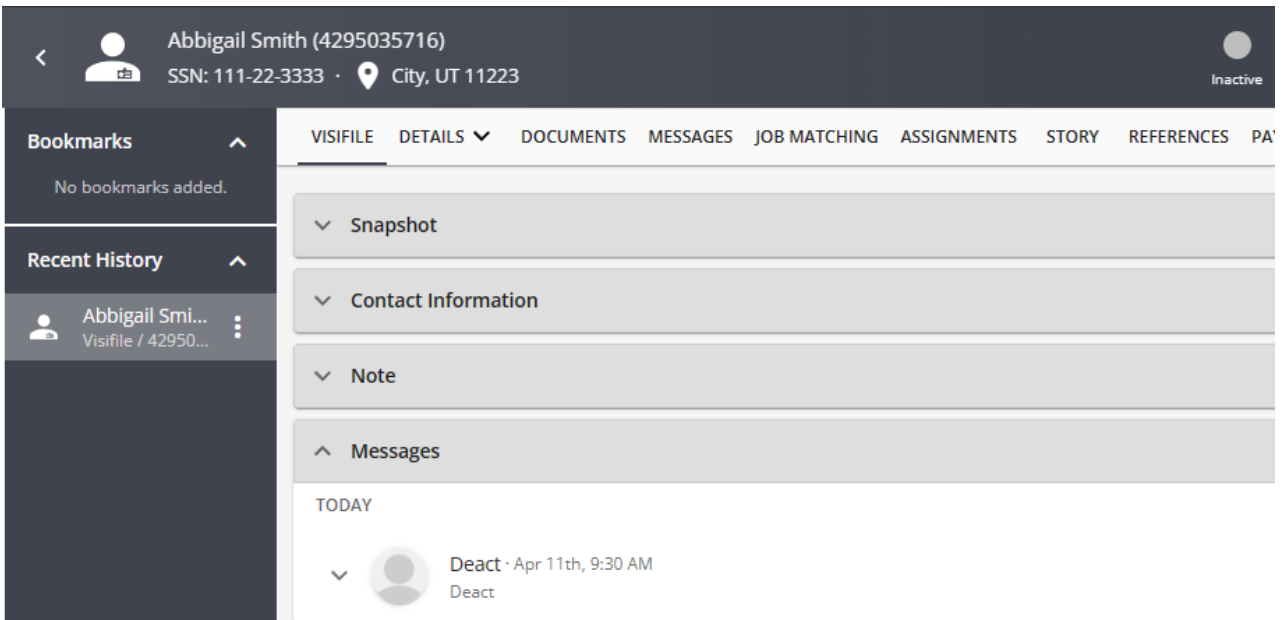 Abbigail Smith (4295035716)
SSN: 111-22-3333 · City, UT 11223
Inactive
Bookmarks
No bookmarks added.
Recent History
Abbigail Smi...
Visifile / 42950...
VISIFILE DETAILS DOCUMENTS MESSAGES JOB MATCHING ASSIGNMENTS STORY REFERENCES PA
Snapshot
Contact Information
Note
Messages
TODAY
Deact · Apr 11th, 9:30 AM
Deact